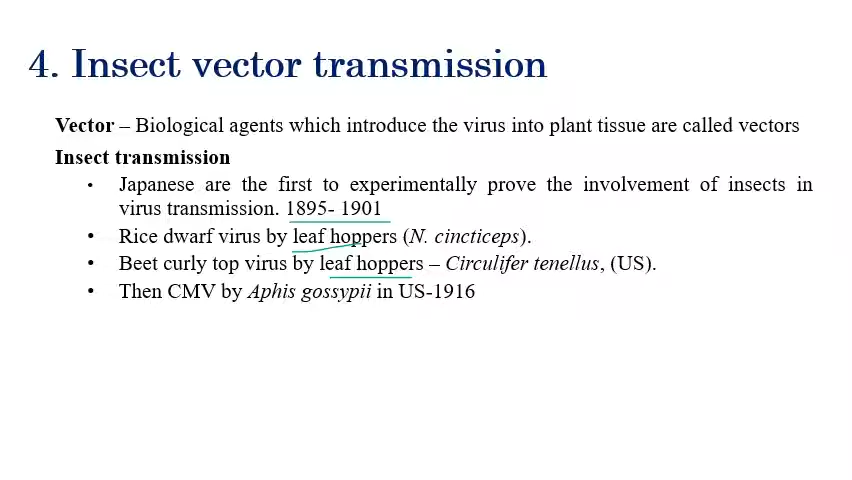 4. Insect vector transmission
Vector – Biological agents which introduce the virus into plant tissue are called vectors
Insect transmission
• Japanese are the first to experimentally prove the involvement of insects in
virus transmission. 1895- 1901
• Rice dwarf virus by leaf hoppers (N. cincticeps).
• Beet curly top virus by leaf hoppers – Circulifer tenellus, (US).
• Then CMV by Aphis gossypii in US-1916